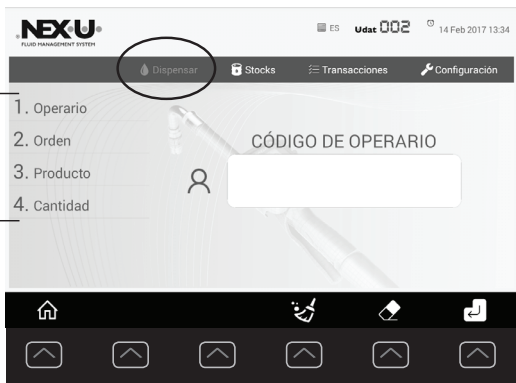 NEX·U·
FLUID MANAGEMENT SYSTEM
ES Udat 002 14 Feb 2017 13:34
Dispensar Stocks Transacciones Configuración
1. Operario
2. Orden
3. Producto
4. Cantidad
CÓDIGO DE OPERARIO